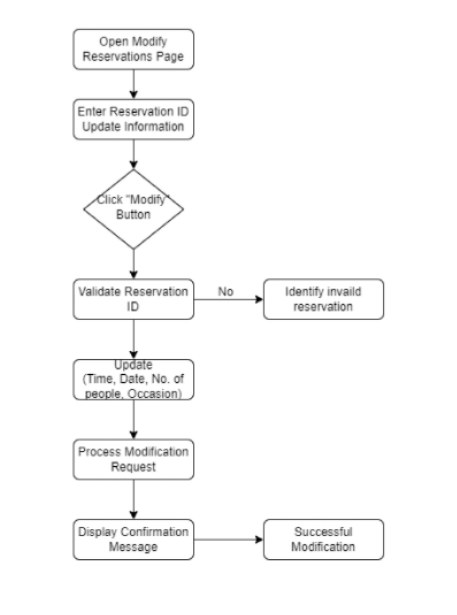 Open Modify
Reservations Page
Enter Reservation ID
Update Information
Click "Modify"
Button
Validate Reservation
ID
No
Identify invaild
reservation
Update
(Time, Date, No. of
people, Occasion)
Process Modification
Request
Display Confirmation
Message
Successful
Modification